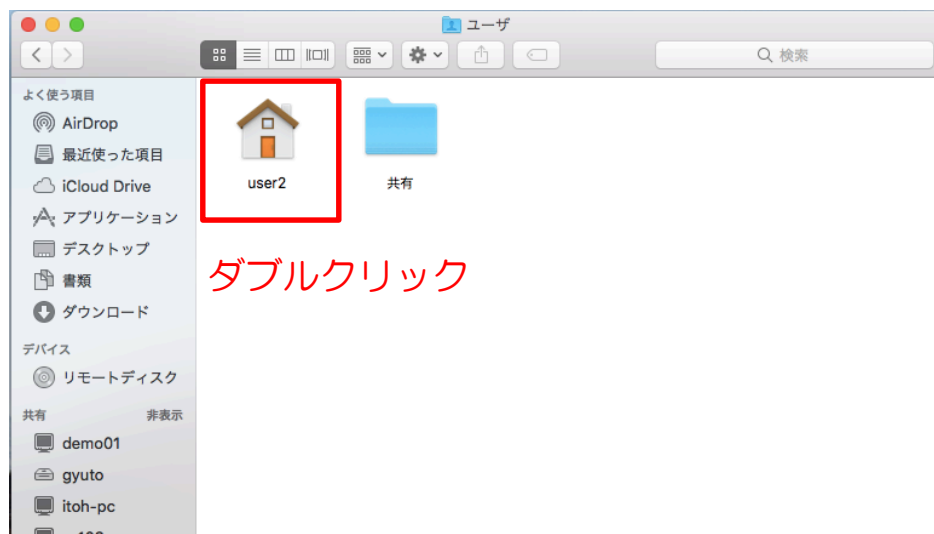 ユーザ
検索
よく使う項目
AirDrop
最近使った項目
iCloud Drive
アプリケーション
デスクトップ
書類
ダウンロード
デバイス
リモートディスク
共有 非表示
demo01
gyuto
itoh-pc
user2 共有
ダブルクリック